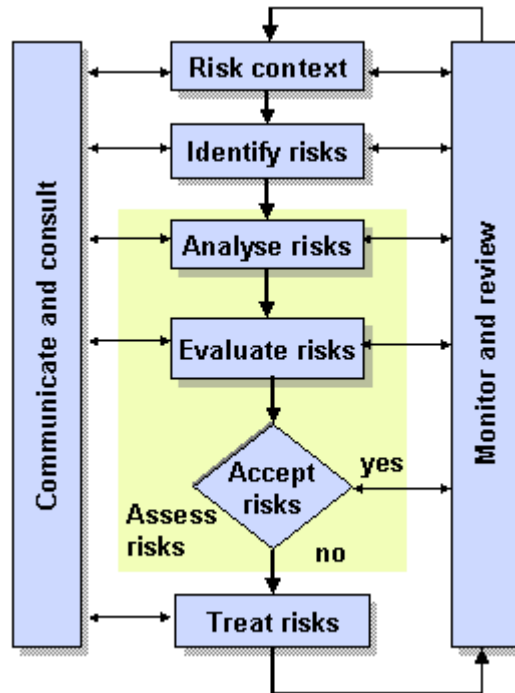 Risk context
Identify risks
Analyse risks
Evaluate risks
Accept
risks
yes
Assess
risks
no
Treat risks
Communicate and consult
Monitor and review